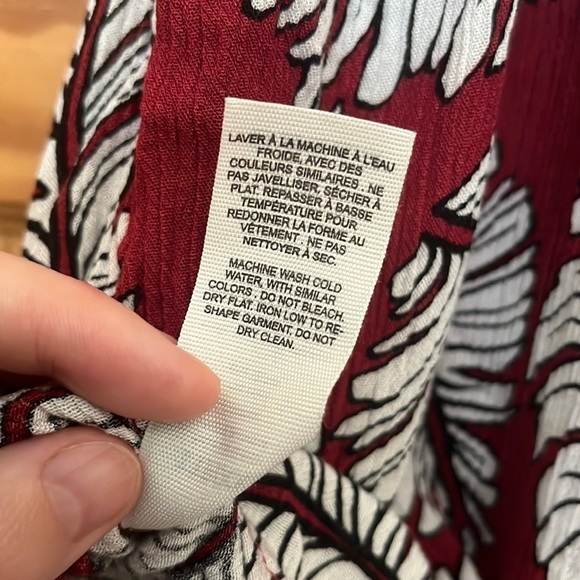 LAVER À LA MACHINE À L'EAU
FROIDE, AVEC DES
COULEURS SIMILAIRES . NE
PAS JAVELLISER. SÉCHER À
PLAT. REPASSER À BASSE
TEMPÉRATURE POUR
REDONNER LA FORME AU
VÊTEMENT . NE PAS
NETTOYER À SEC.
MACHINE WASH COLD
WATER, WITH SIMILAR
COLORS . DO NOT BLEACH.
DRY FLAT. IRON LOW TO RE-
SHAPE GARMENT. DO NOT
DRY CLEAN.